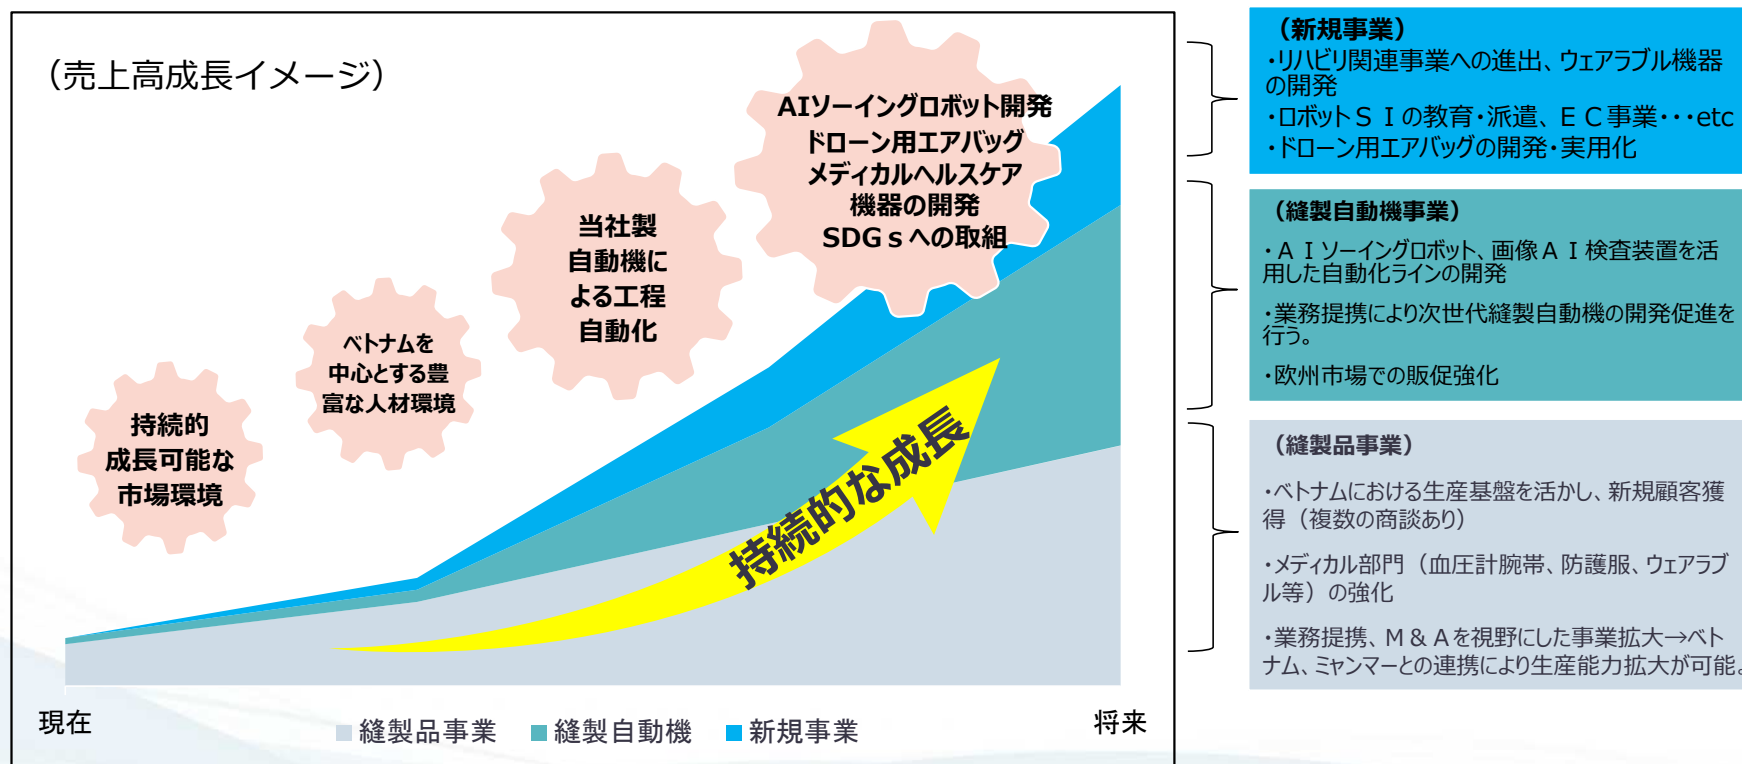 （売上高成長イメージ）
AIソーイングロボット開発
ドローン用エアバッグ
メディカルヘルスケア
機器の開発
SDGｓへの取組
当社製
自動機に
よる工程
自動化
ベトナムを
中心とする豊
富な人材環境
持続的
成長可能な
市場環境
持続的な成長
現在
将来
縫製品事業
縫製自動機
新規事業
（新規事業）
・リハビリ関連事業への進出、ウェアラブル機器
の開発
・ロボットＳＩの教育・派遣、ＥＣ事業・・・etc
・ドローン用エアバッグの開発・実用化
（縫製自動機事業）
・ＡＩソーイングロボット、画像ＡＩ検査装置を活
用した自動化ラインの開発
・業務提携により次世代縫製自動機の開発促進を
行う。
・欧州市場での販促強化
（縫製品事業）
・ベトナムにおける生産基盤を活かし、新規顧客獲
得（複数の商談あり）
・メディカル部門（血圧計腕帯、防護服、ウェアラブ
ル等）の強化
・業務提携、Ｍ＆Ａを視野にした事業拡大→ベト
ナム、ミャンマーとの連携により生産能力拡大が可能。